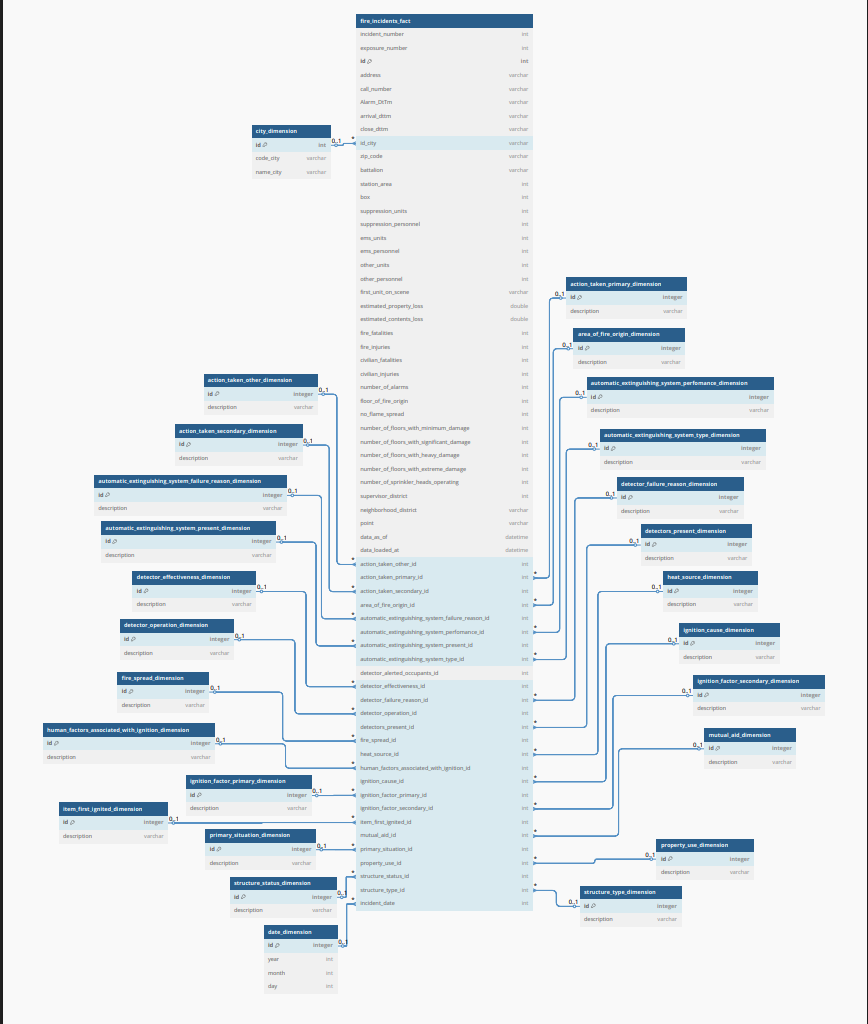 fire_incidents_fact
incident_number int
exposure_number int
id int
address varchar
call_number varchar
Alarm_DtTm varchar
arrival_dttm varchar
close_dttm varchar
id_city varchar
zip_code varchar
battalion varchar
station_area int
box int
suppression_units int
suppression_personnel int
ems_units int
ems_personnel int
other_units int
other_personnel int
first_unit_on_scene varchar
estimated_property_loss double
estimated_contents_loss double
fire_fatalities int
fire_injuries int
civilian_fatalities int
civilian_injuries int
number_of_alarms int
floor_of_fire_origin int
no_flame_spread int
number_of_floors_with_minimum_damage int
number_of_floors_with_significant_damage int
number_of_floors_with_heavy_damage int
number_of_floors_with_extreme_damage int
number_of_sprinkler_heads_operating int
supervisor_district int
neighborhood_district varchar
point varchar
data_as_of datetime
data_loaded_at datetime
action_taken_other_id int
action_taken_primary_id int
action_taken_secondary_id int
area_of_fire_origin_id int
automatic_extinguishing_system_failure_reason_id int
automatic_extinguishing_system_perfomance_id int
automatic_extinguishing_system_present_id int
automatic_extinguishing_system_type_id int
detector_alerted_occupants_id int
detector_effectiveness_id int
detector_failure_reason_id int
detector_operation_id int
detectors_present_id int
fire_spread_id int
heat_source_id int
human_factors_associated_with_ignition_id int
ignition_cause_id int
ignition_factor_primary_id int
ignition_factor_secondary_id int
item_first_ignited_id int
mutual_aid_id int
primary_situation_id int
property_use_id int
structure_status_id int
structure_type_id int
incident_date int
city_dimension
id int
code_city varchar
name_city varchar
0..1
*
action_taken_other_dimension
id integer
description varchar
0..1
*
action_taken_secondary_dimension
id integer
description varchar
0..1
*
automatic_extinguishing_system_failure_reason_dimension
id integer
description varchar
0..1
*
automatic_extinguishing_system_present_dimension
id integer
description varchar
0..1
*
detector_effectiveness_dimension
id integer
description varchar
0..1
*
detector_operation_dimension
id integer
description varchar
0..1
*
fire_spread_dimension
id integer
description varchar
0..1
*
human_factors_associated_with_ignition_dimension
id integer
description varchar
0..1
*
ignition_factor_primary_dimension
id integer
description varchar
0..1
*
item_first_ignited_dimension
id integer
description varchar
0..1
*
primary_situation_dimension
id integer
description varchar
0..1
*
structure_status_dimension
id integer
description varchar
0..1
*
date_dimension
id integer
year int
month int
day int
0..1
*
action_taken_primary_dimension
id integer
description varchar
0..1
*
area_of_fire_origin_dimension
id integer
description varchar
0..1
*
automatic_extinguishing_system_perfomance_dimension
id integer
description varchar
0..1
*
automatic_extinguishing_system_type_dimension
id integer
description varchar
0..1
*
detector_failure_reason_dimension
id integer
description varchar
0..1
*
detectors_present_dimension
id integer
description varchar
0..1
*
heat_source_dimension
id integer
description varchar
0..1
*
ignition_cause_dimension
id integer
description varchar
0..1
*
ignition_factor_secondary_dimension
id integer
description varchar
0..1
*
mutual_aid_dimension
id integer
description varchar
0..1
*
property_use_dimension
id integer
description varchar
0..1
*
structure_type_dimension
id integer
description varchar
0..1
*